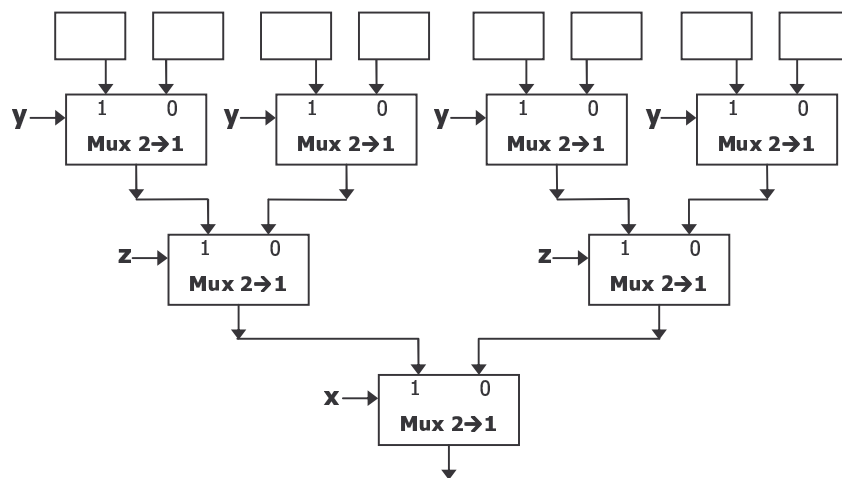 y 1 0 y 1 0 y 1 0 y 1 0
Mux 2→1 Mux 2→1 Mux 2→1 Mux 2→1
z 1 0 z 1 0
Mux 2→1 Mux 2→1
x 1 0
Mux 2→1